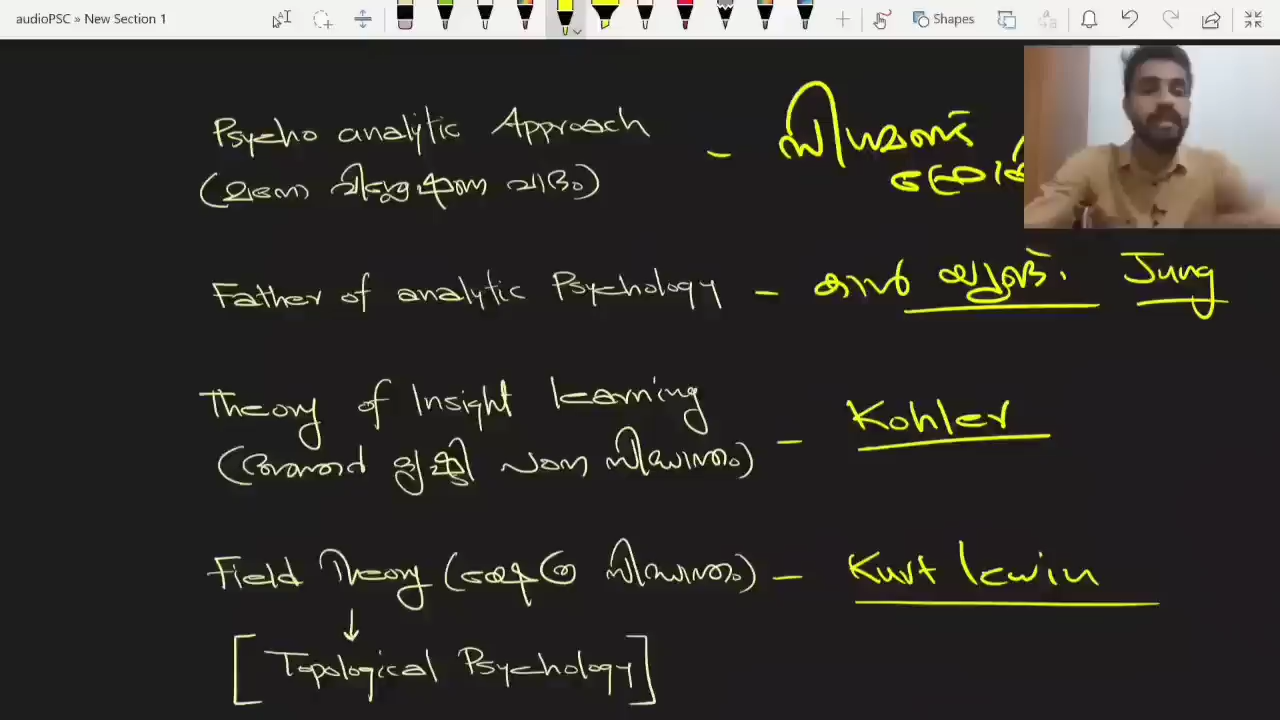 audioPSC » New Section 1
Shapes
Psycho analytic Approach
(മനോ വിശ്ലേഷണ വാദം)
- സിഗ്മണ്ട്
Father of analytic Psychology - കാൾ യുങ്. Jung
Theory of Insight learning
(അന്തർ ദൃഷ്ടി പഠന സിദ്ധാന്തം) - Kohler
Field Theory (ക്ഷേത്ര സിദ്ധാന്തം) - Kurt lewin
↓
[Topological Psychology]